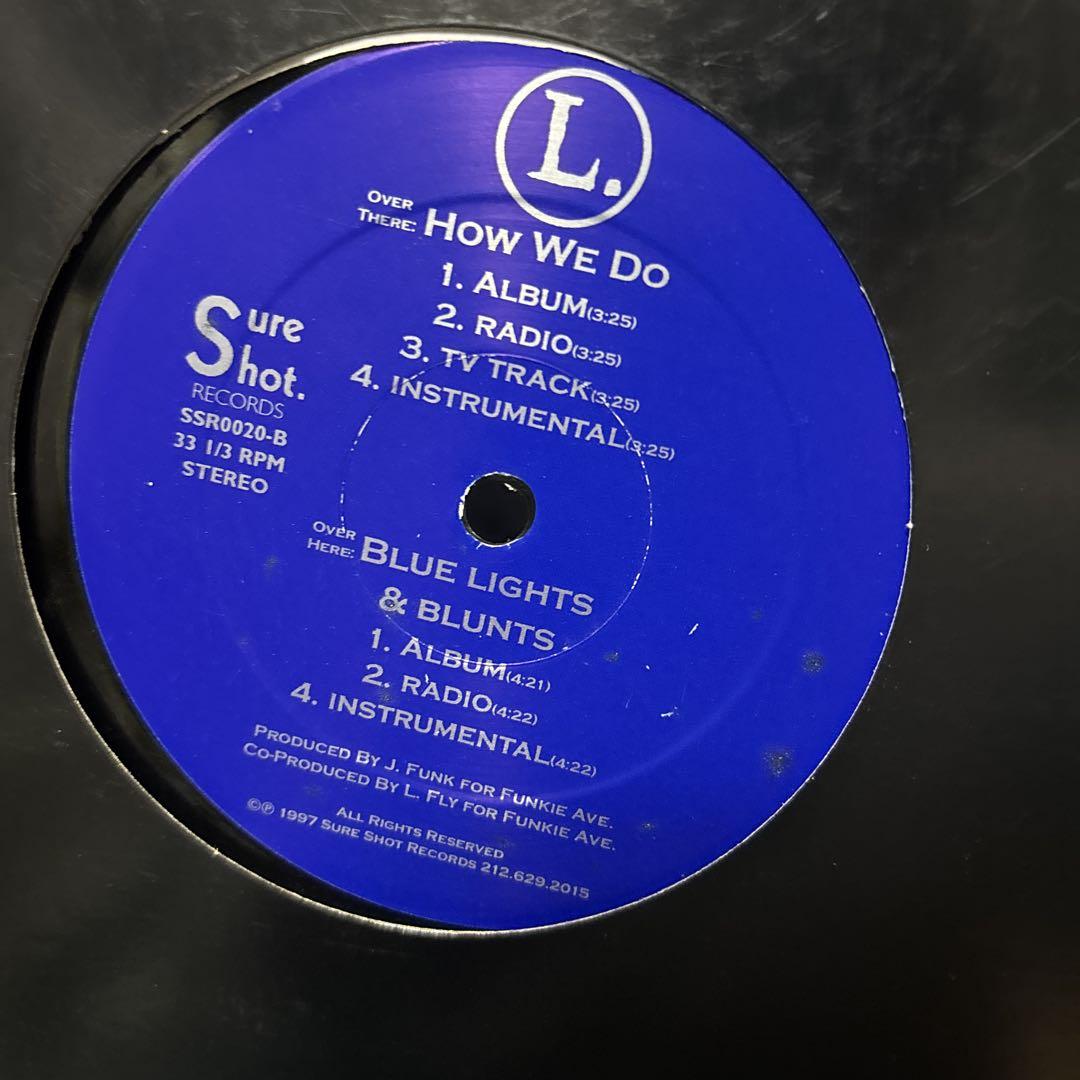 L.
OVER
THERE: HOW WE DO
1. ALBUM(3:25)
2. RADIO(3:25)
3. TV TRACK(3:25)
4. INSTRUMENTAL(3:25)
Sure
Shot.
RECORDS
SSR0020-B
33 1/3 RPM
STEREO
OVER
HERE: BLUE LIGHTS
& BLUNTS
1. ALBUM(4:21)
2. RADIO(4:22)
4. INSTRUMENTAL(4:22)
PRODUCED BY J. FUNK FOR FUNKIE AVE.
CO-PRODUCED BY L. FLY FOR FUNKIE AVE.
ALL RIGHTS RESERVED
©℗ 1997 SURE SHOT RECORDS 212.629.2015